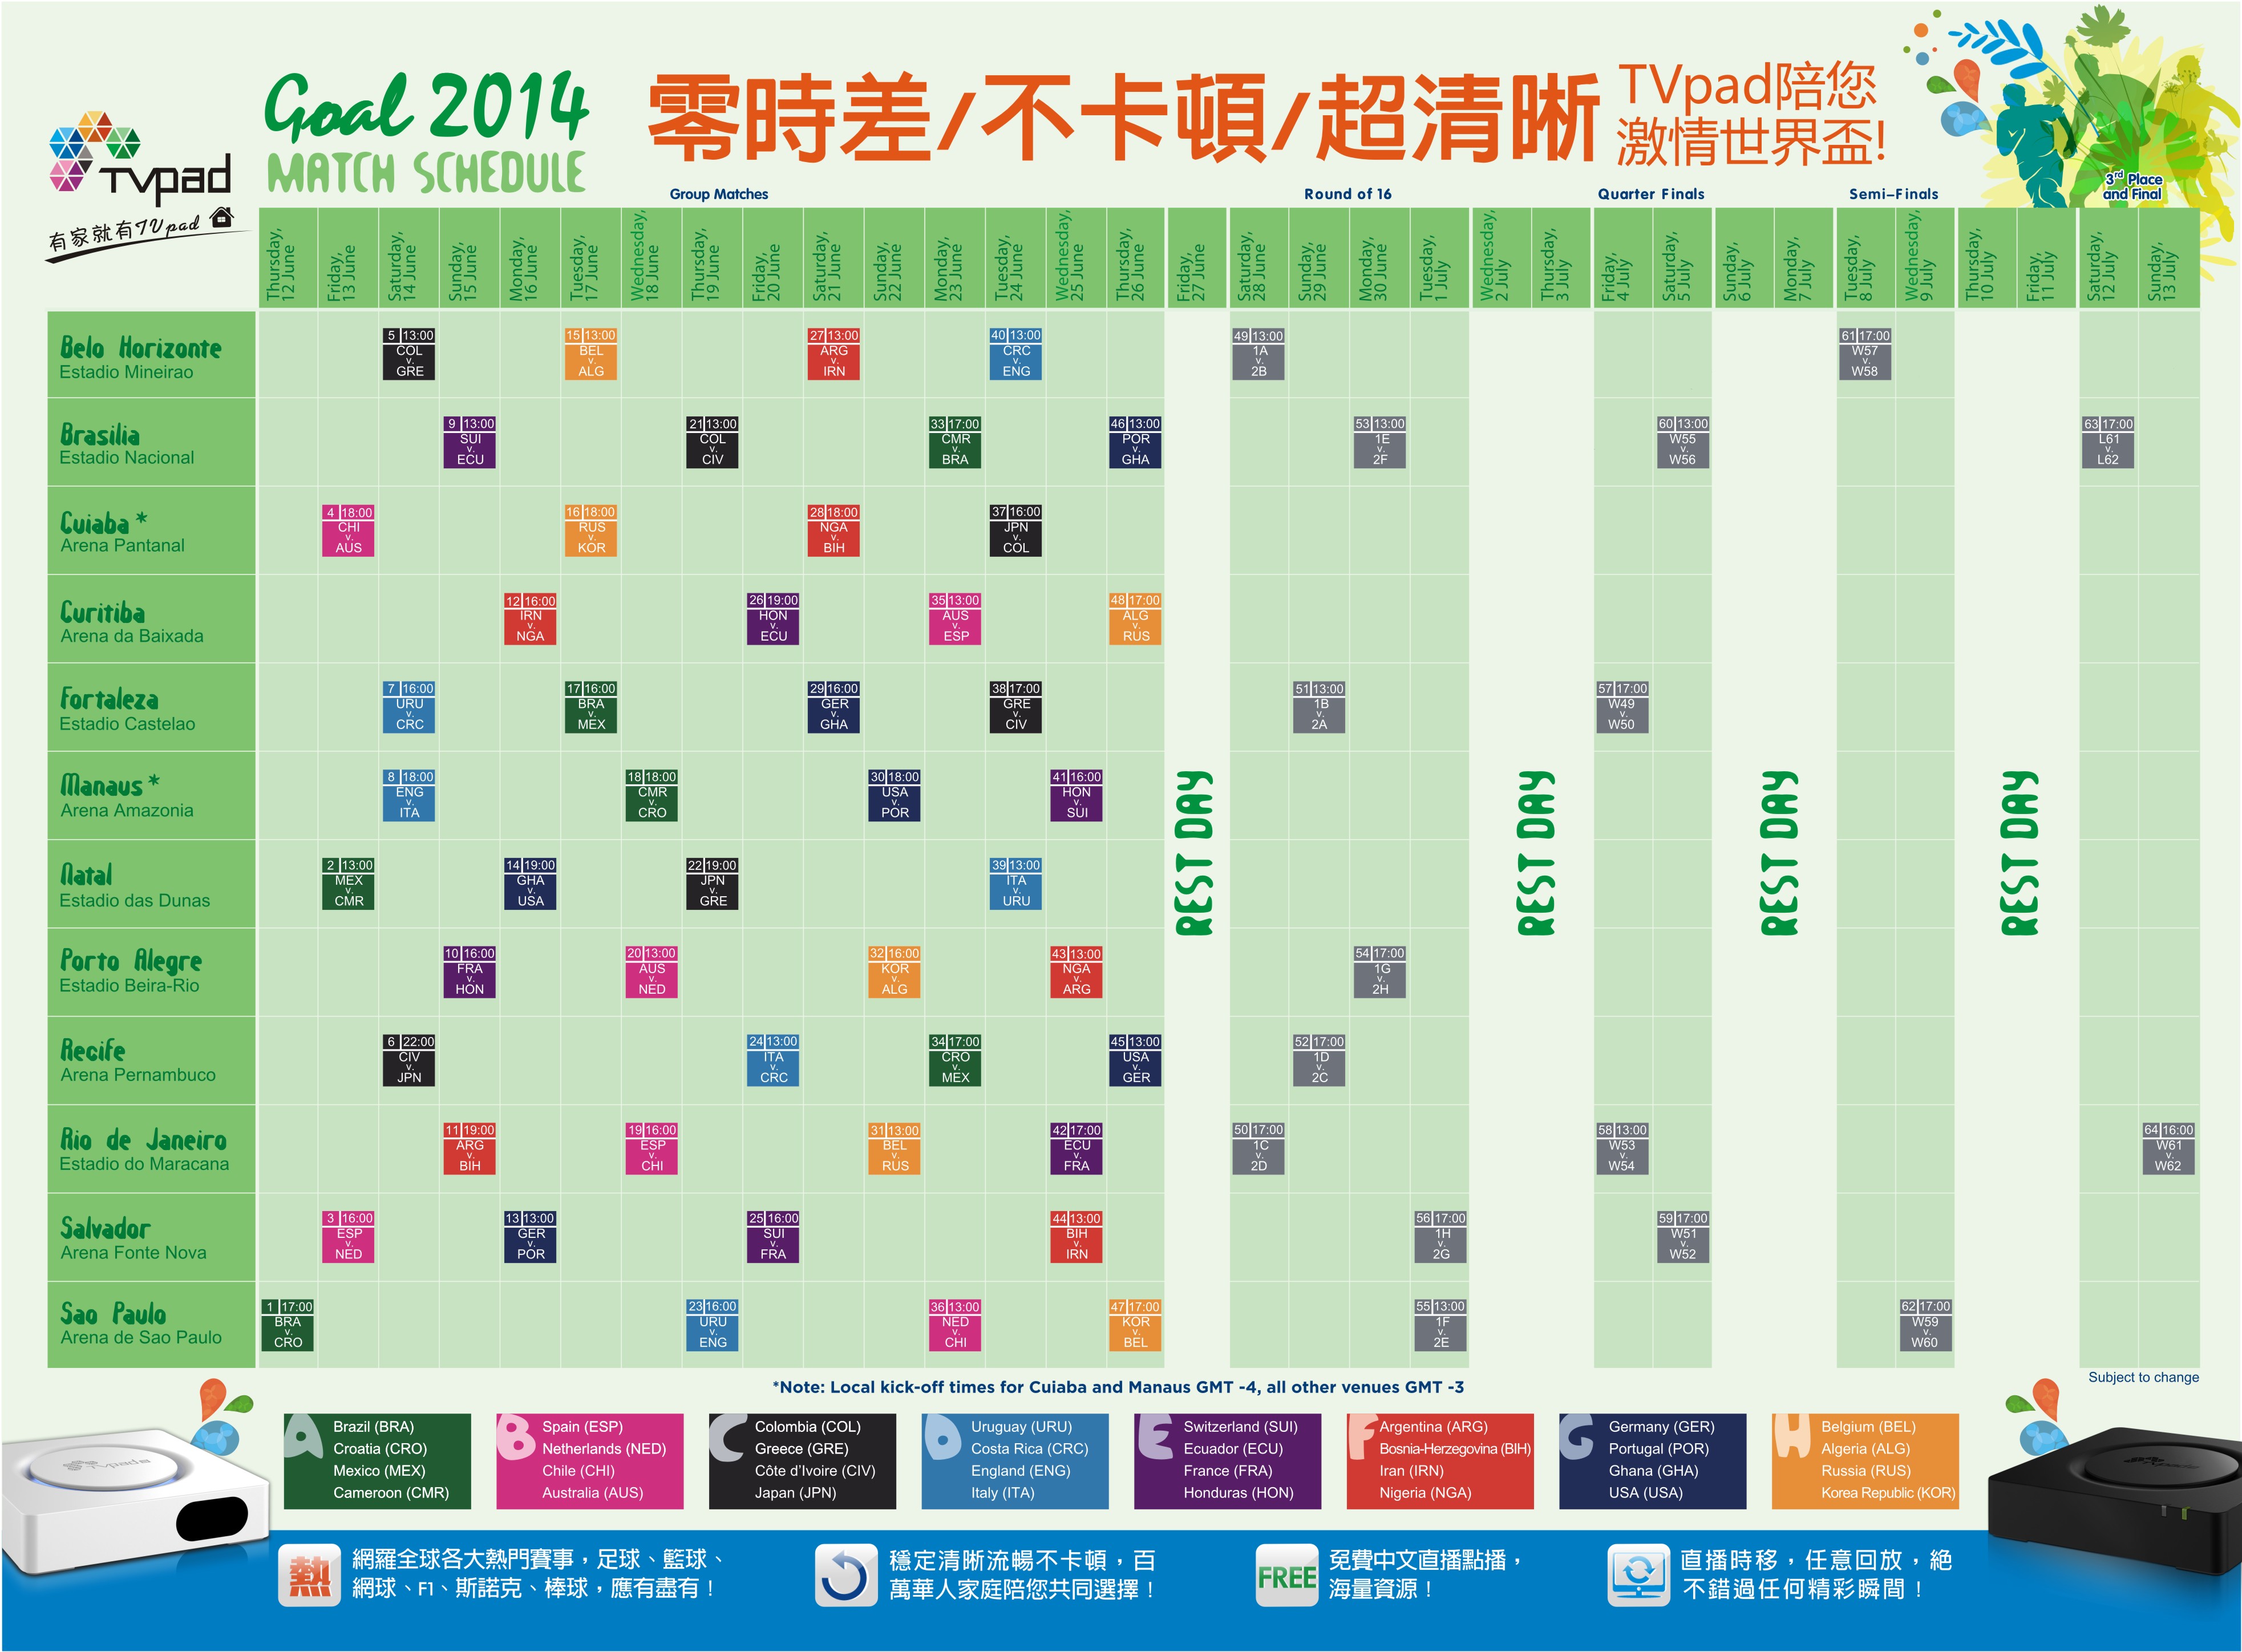 TVpad
有家就有TVpad
Goal 2014
MATCH SCHEDULE
零時差/不卡頓/超清晰
TVpad陪您
激情世界盃!
Group Matches
Round of 16
Quarter Finals
Semi-Finals
3rd Place
and Final
Thursday,
12 June
Friday,
13 June
Saturday,
14 June
Sunday,
15 June
Monday,
16 June
Tuesday,
17 June
Wednesday,
18 June
Thursday,
19 June
Friday,
20 June
Saturday,
21 June
Sunday,
22 June
Monday,
23 June
Tuesday,
24 June
Wednesday,
25 June
Thursday,
26 June
Friday,
27 June
Saturday,
28 June
Sunday,
29 June
Monday,
30 June
Tuesday,
1 July
Wednesday,
2 July
Thursday,
3 July
Friday,
4 July
Saturday,
5 July
Sunday,
6 July
Monday,
7 July
Tuesday,
8 July
Wednesday,
9 July
Thursday,
10 July
Friday,
11 July
Saturday,
12 July
Sunday,
13 July
Belo Horizonte
Estadio Mineirao
5 13:00
COL
v.
GRE
15 13:00
BEL
v.
ALG
27 13:00
ARG
v.
IRN
40 13:00
CRC
v.
ENG
49 13:00
1A
v.
2B
61 17:00
W57
v.
W58
Brasilia
Estadio Nacional
9 13:00
SUI
v.
ECU
21 13:00
COL
v.
CIV
33 17:00
CMR
v.
BRA
46 13:00
POR
v.
GHA
53 13:00
1E
v.
2F
60 13:00
W55
v.
W56
63 17:00
L61
v.
L62
Cuiaba *
Arena Pantanal
4 18:00
CHI
v.
AUS
16 18:00
RUS
v.
KOR
28 18:00
NGA
v.
BIH
37 16:00
JPN
v.
COL
Curitiba
Arena da Baixada
12 16:00
IRN
v.
NGA
26 19:00
HON
v.
ECU
35 13:00
AUS
v.
ESP
48 17:00
ALG
v.
RUS
Fortaleza
Estadio Castelao
7 16:00
URU
v.
CRC
17 16:00
BRA
v.
MEX
29 16:00
GER
v.
GHA
38 17:00
GRE
v.
CIV
51 13:00
1B
v.
2A
57 17:00
W49
v.
W50
Manaus *
Arena Amazonia
8 18:00
ENG
v.
ITA
18 18:00
CMR
v.
CRO
30 18:00
USA
v.
POR
41 16:00
HON
v.
SUI
REST DAY
REST DAY
REST DAY
REST DAY
Natal
Estadio das Dunas
2 13:00
MEX
v.
CMR
14 19:00
GHA
v.
USA
22 19:00
JPN
v.
GRE
39 13:00
ITA
v.
URU
Porto Alegre
Estadio Beira-Rio
10 16:00
FRA
v.
HON
20 13:00
AUS
v.
NED
32 16:00
KOR
v.
ALG
43 13:00
NGA
v.
ARG
54 17:00
1G
v.
2H
Recife
Arena Pernambuco
6 22:00
CIV
v.
JPN
24 13:00
ITA
v.
CRC
34 17:00
CRO
v.
MEX
45 13:00
USA
v.
GER
52 17:00
1D
v.
2C
Rio de Janeiro
Estadio do Maracana
11 19:00
ARG
v.
BIH
19 16:00
ESP
v.
CHI
31 13:00
BEL
v.
RUS
42 17:00
ECU
v.
FRA
50 17:00
1C
v.
2D
58 13:00
W53
v.
W54
64 16:00
W61
v.
W62
Salvador
Arena Fonte Nova
3 16:00
ESP
v.
NED
13 13:00
GER
v.
POR
25 16:00
SUI
v.
FRA
44 13:00
BIH
v.
IRN
56 17:00
1H
v.
2G
59 17:00
W51
v.
W52
Sao Paulo
Arena de Sao Paulo
1 17:00
BRA
v.
CRO
23 16:00
URU
v.
ENG
36 13:00
NED
v.
CHI
47 17:00
KOR
v.
BEL
55 13:00
1F
v.
2E
62 17:00
W59
v.
W60
*Note: Local kick-off times for Cuiaba and Manaus GMT -4, all other venues GMT -3
Subject to change
A
Brazil (BRA)
Croatia (CRO)
Mexico (MEX)
Cameroon (CMR)
B
Spain (ESP)
Netherlands (NED)
Chile (CHI)
Australia (AUS)
C
Colombia (COL)
Greece (GRE)
Côte d'Ivoire (CIV)
Japan (JPN)
D
Uruguay (URU)
Costa Rica (CRC)
England (ENG)
Italy (ITA)
E
Switzerland (SUI)
Ecuador (ECU)
France (FRA)
Honduras (HON)
F
Argentina (ARG)
Bosnia-Herzegovina (BIH)
Iran (IRN)
Nigeria (NGA)
G
Germany (GER)
Portugal (POR)
Ghana (GHA)
USA (USA)
H
Belgium (BEL)
Algeria (ALG)
Russia (RUS)
Korea Republic (KOR)
TVpad
TVpad
熱
網羅全球各大熱門賽事，足球、籃球、
網球、F1、斯諾克、棒球，應有盡有！
穩定清晰流暢不卡頓，百
萬華人家庭陪您共同選擇！
FREE
免費中文直播點播，
海量資源！
直播時移，任意回放，絕
不錯過任何精彩瞬間！